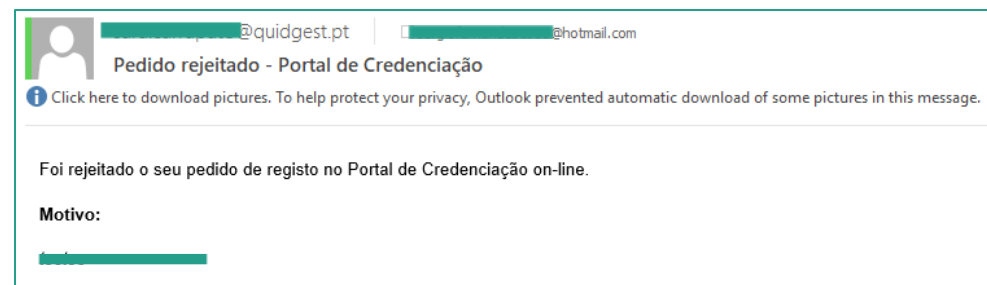 @quidgest.pt @hotmail.com
Pedido rejeitado - Portal de Credenciação
Click here to download pictures. To help protect your privacy, Outlook prevented automatic download of some pictures in this message.
Foi rejeitado o seu pedido de registo no Portal de Credenciação on-line.
Motivo: